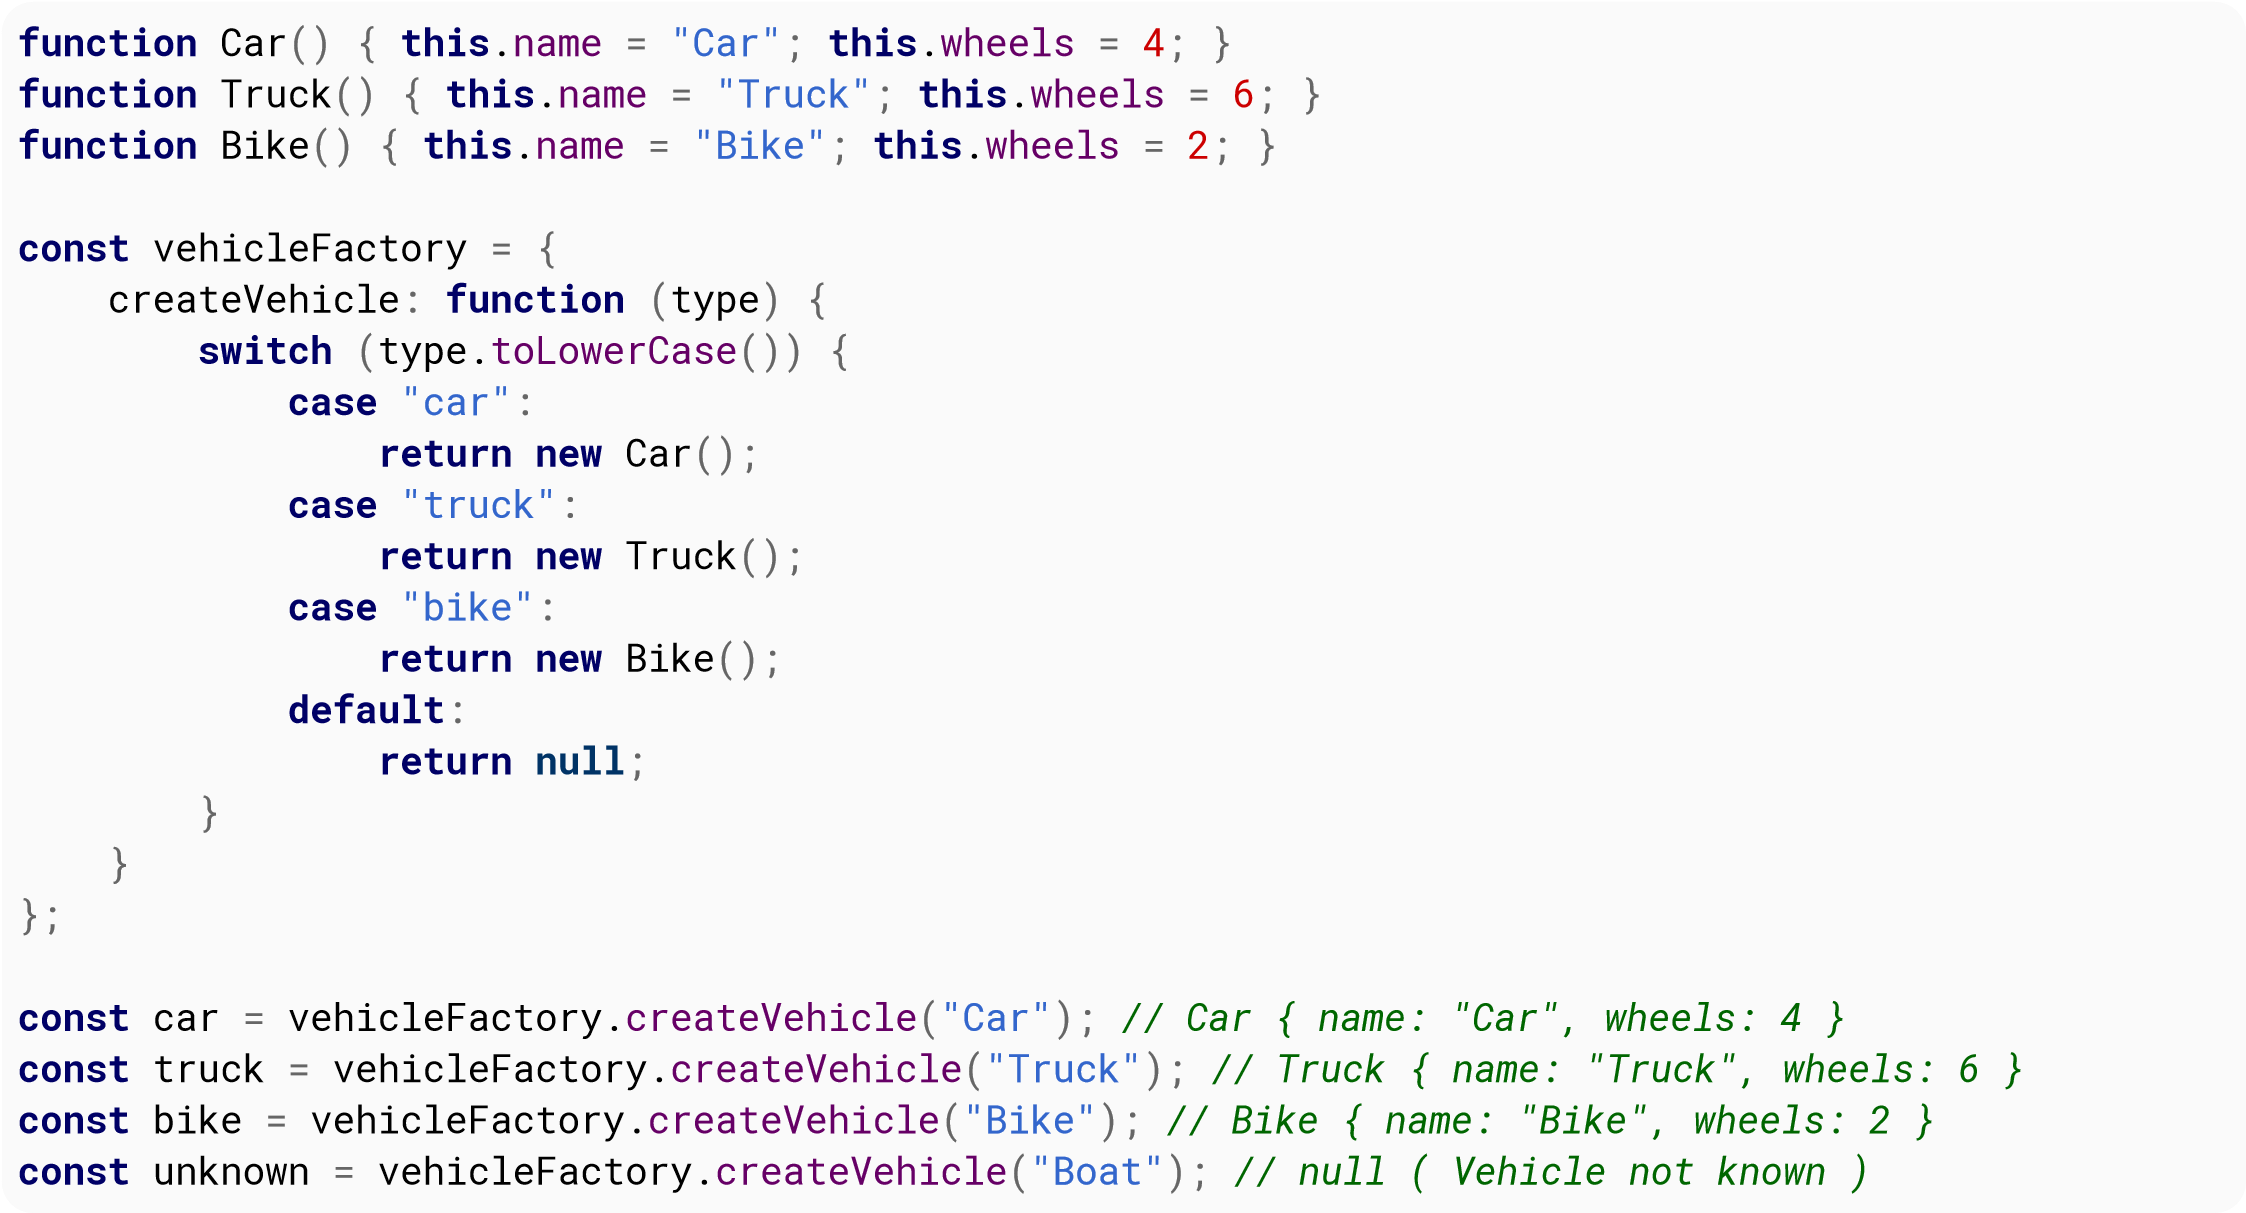 function Car() { this.name = "Car"; this.wheels = 4; }
function Truck() { this.name = "Truck"; this.wheels = 6; }
function Bike() { this.name = "Bike"; this.wheels = 2; }

const vehicleFactory = {
    createVehicle: function (type) {
        switch (type.toLowerCase()) {
            case "car":
                return new Car();
            case "truck":
                return new Truck();
            case "bike":
                return new Bike();
            default:
                return null;
        }
    }
};

const car = vehicleFactory.createVehicle("Car"); // Car { name: "Car", wheels: 4 }
const truck = vehicleFactory.createVehicle("Truck"); // Truck { name: "Truck", wheels: 6 }
const bike = vehicleFactory.createVehicle("Bike"); // Bike { name: "Bike", wheels: 2 }
const unknown = vehicleFactory.createVehicle("Boat"); // null ( Vehicle not known )